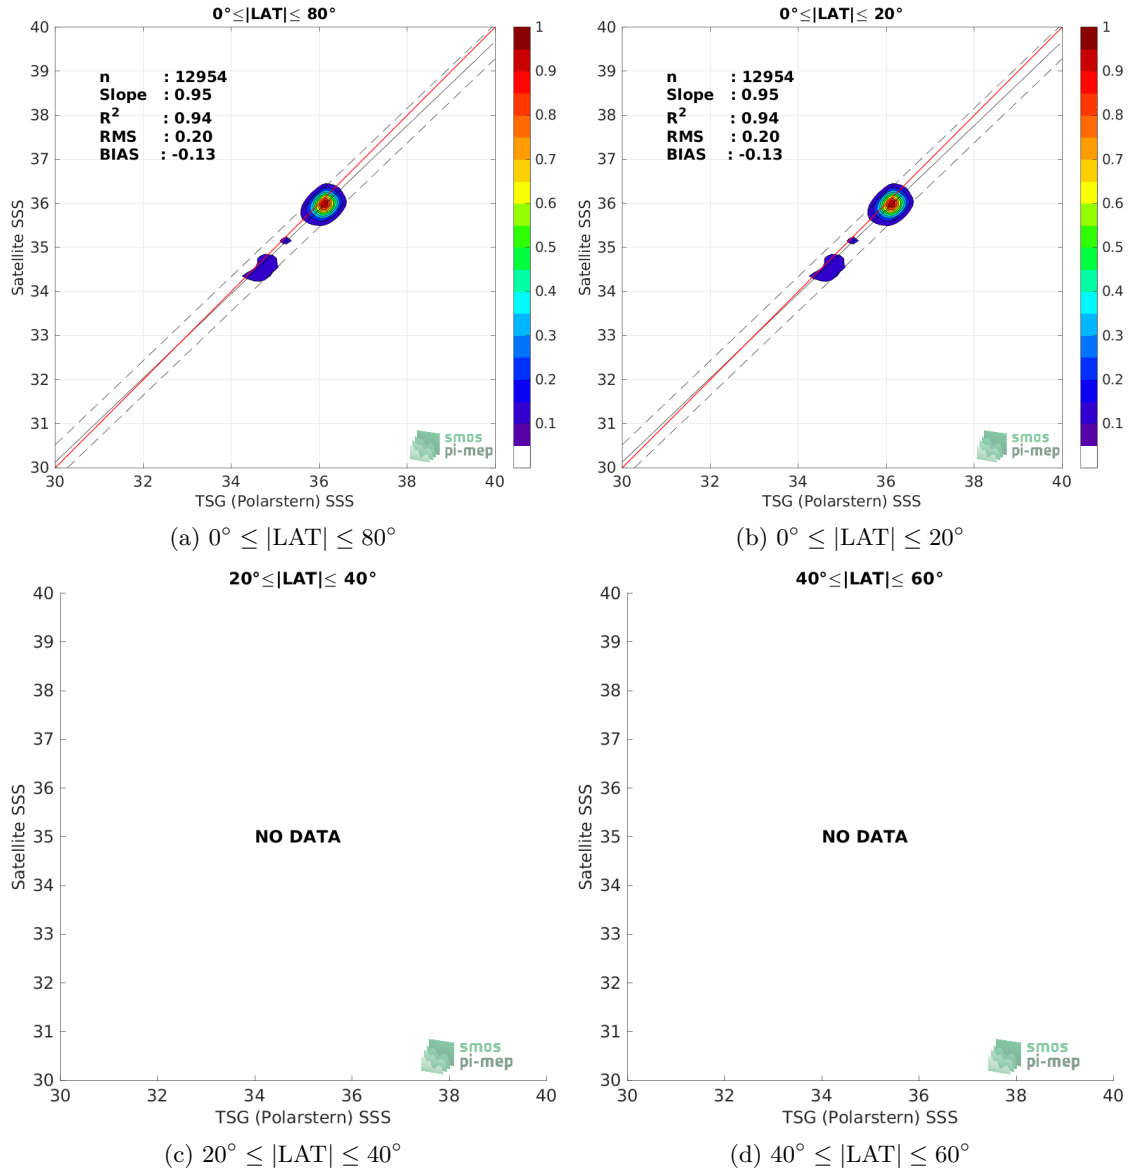 0°≤|LAT|≤ 80°
40
39
38
37
36
35
34
33
32
31
30
30
32
34
36
38
40
Satellite SSS
TSG (Polarstern) SSS
n : 12954
Slope : 0.95
R² : 0.94
RMS : 0.20
BIAS : -0.13
1
0.9
0.8
0.7
0.6
0.5
0.4
0.3
0.2
0.1
smos
pi-mep
(a) 0° ≤ |LAT| ≤ 80°
0°≤|LAT|≤ 20°
40
39
38
37
36
35
34
33
32
31
30
30
32
34
36
38
40
Satellite SSS
TSG (Polarstern) SSS
n : 12954
Slope : 0.95
R² : 0.94
RMS : 0.20
BIAS : -0.13
1
0.9
0.8
0.7
0.6
0.5
0.4
0.3
0.2
0.1
smos
pi-mep
(b) 0° ≤ |LAT| ≤ 20°
20°≤|LAT|≤ 40°
40
39
38
37
36
35
34
33
32
31
30
30
32
34
36
38
40
Satellite SSS
TSG (Polarstern) SSS
NO DATA
smos
pi-mep
(c) 20° ≤ |LAT| ≤ 40°
40°≤|LAT|≤ 60°
40
39
38
37
36
35
34
33
32
31
30
30
32
34
36
38
40
Satellite SSS
TSG (Polarstern) SSS
NO DATA
smos
pi-mep
(d) 40° ≤ |LAT| ≤ 60°